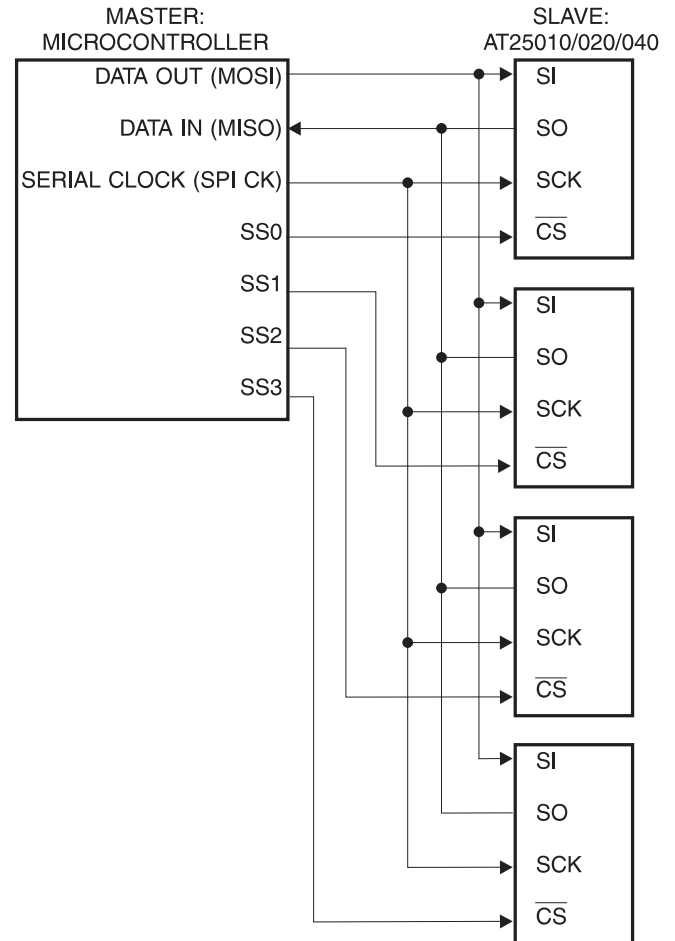 MASTER:
MICROCONTROLLER
DATA OUT (MOSI)
DATA IN (MISO)
SERIAL CLOCK (SPI CK)
SS0
SS1
SS2
SS3
SLAVE:
AT25010/020/040
SI
SO
SCK
CS
SI
SO
SCK
CS
SI
SO
SCK
CS
SI
SO
SCK
CS